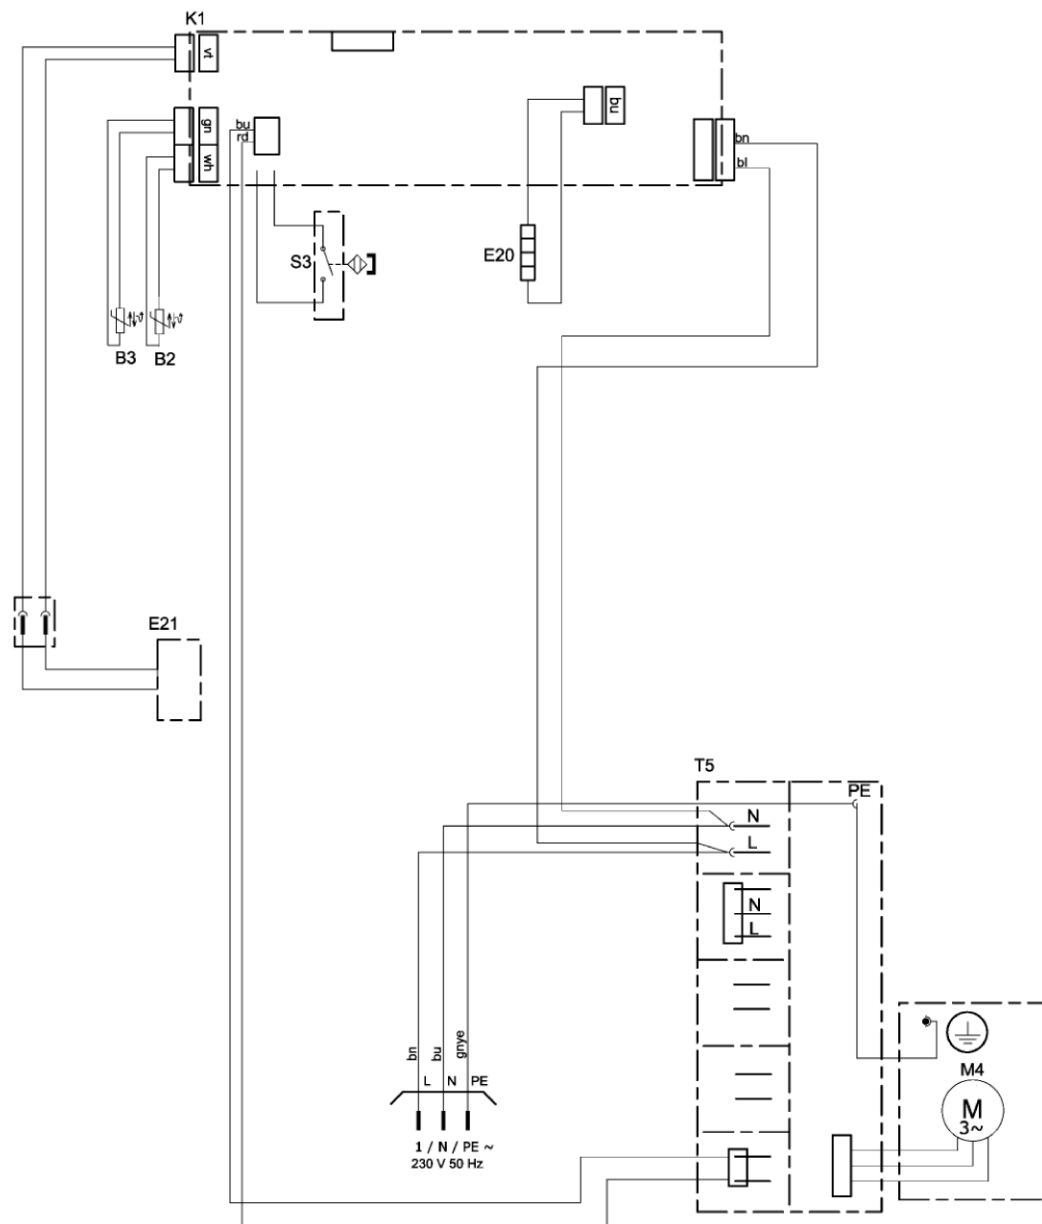 K1
vt
gn
wh
bu
rd
bu
bn
bl
S3
E20
B3
B2
E21
T5
PE
N
L
N
L
bn
bu
gnye
L
N
PE
1 / N / PE ~
230 V 50 Hz
M4
M
3~